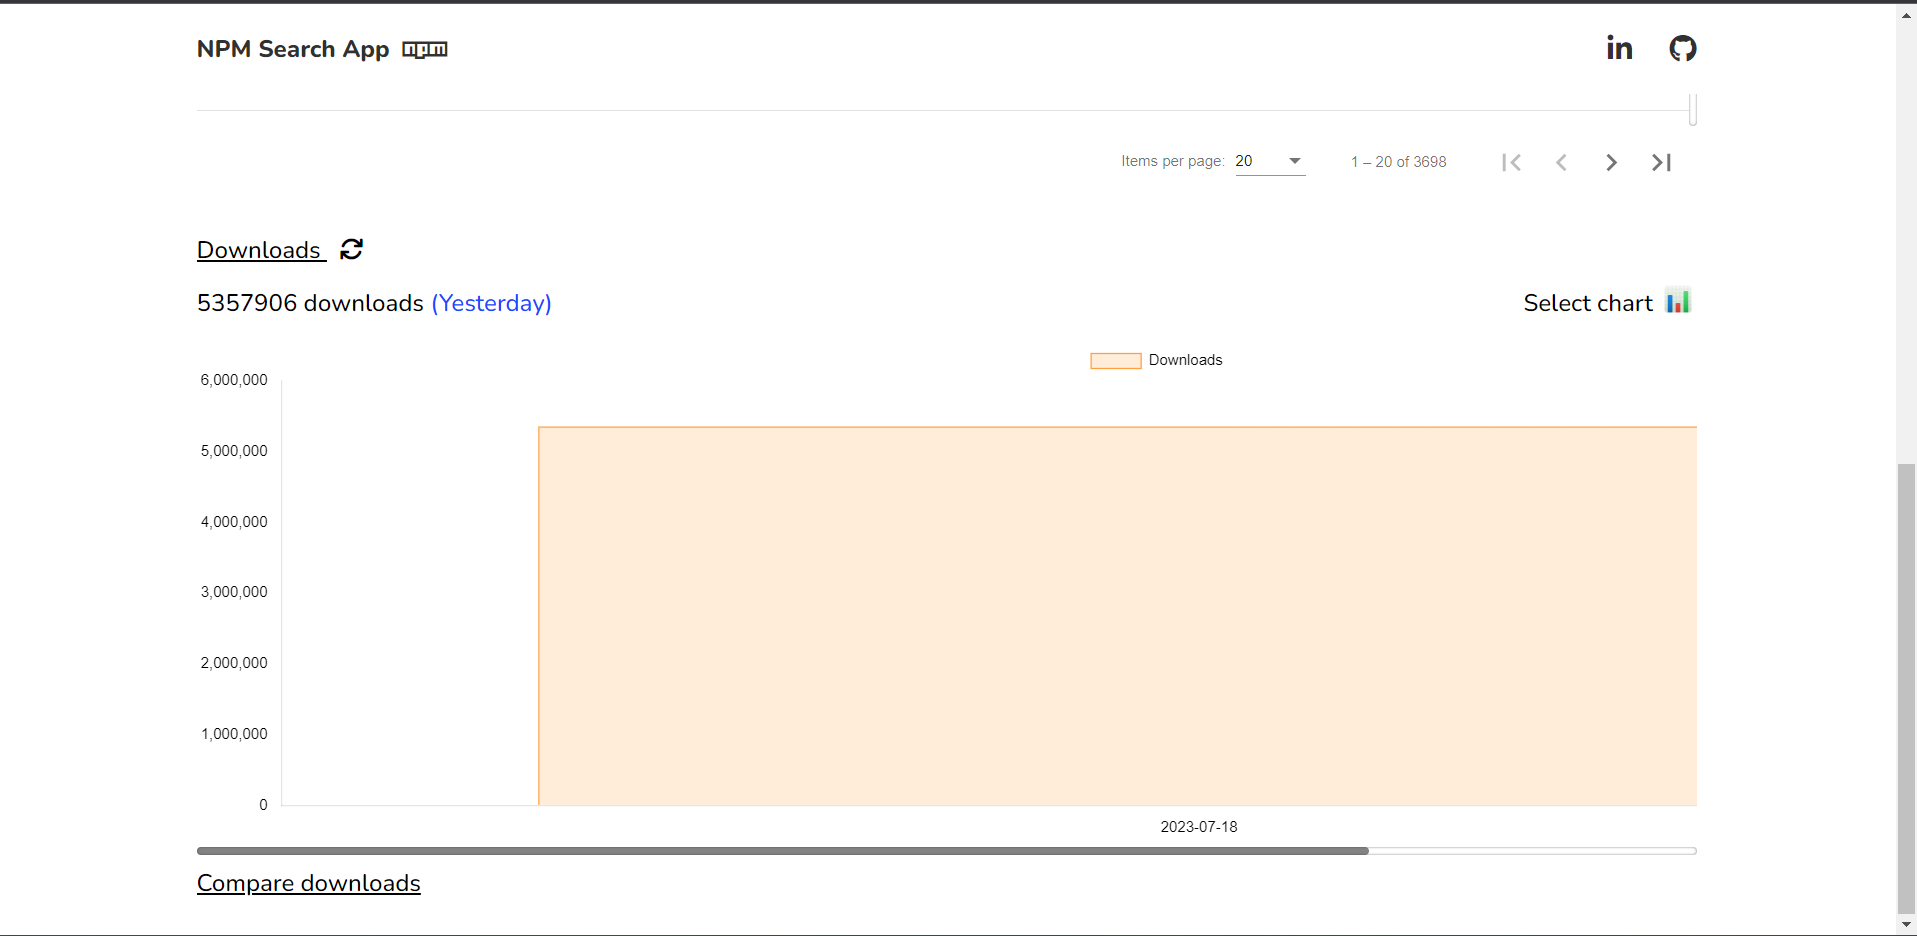 NPM Search App npm
in
Items per page: 20 1 – 20 of 3698
Downloads
5357906 downloads (Yesterday)
Select chart
Downloads
6,000,000
5,000,000
4,000,000
3,000,000
2,000,000
1,000,000
0
2023-07-18
Compare downloads